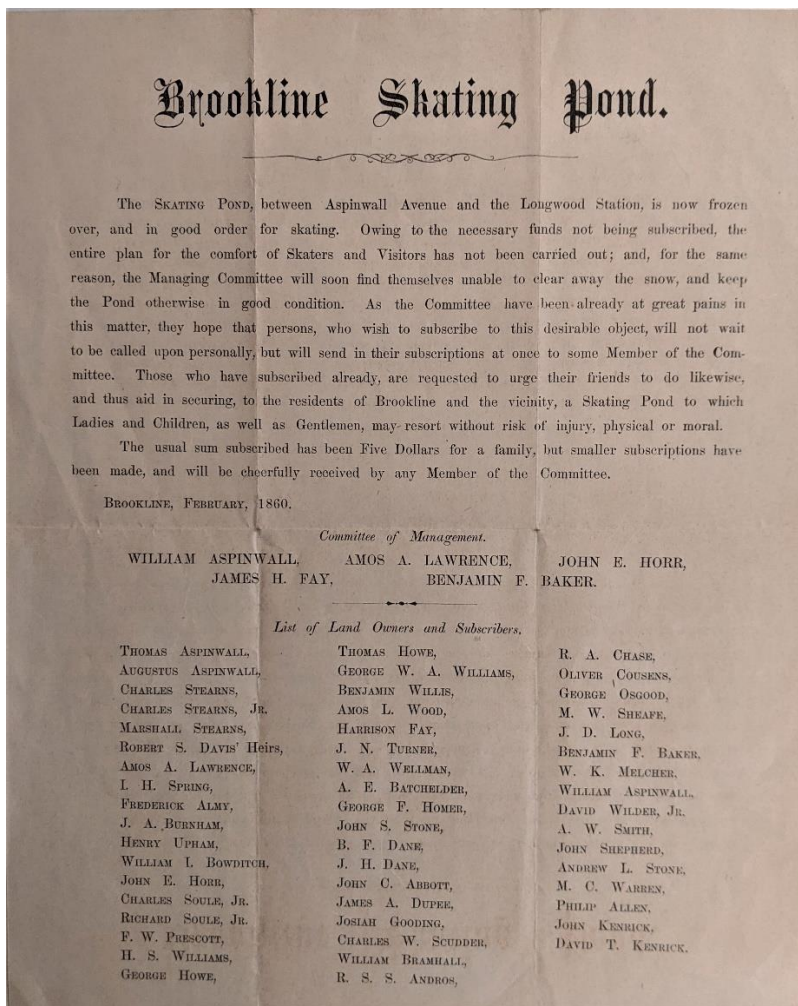 Brookline Skating Pond.
The Skating Pond, between Aspinwall Avenue and the Longwood Station, is now frozen
over, and in good order for skating. Owing to the necessary funds not being subscribed, the
entire plan for the comfort of Skaters and Visitors has not been carried out; and, for the same
reason, the Managing Committee will soon find themselves unable to clear away the snow, and keep
the Pond otherwise in good condition. As the Committee have been already at great pains in
this matter, they hope that persons, who wish to subscribe to this desirable object, will not wait
to be called upon personally, but will send in their subscriptions at once to some Member of the Com-
mittee. Those who have subscribed already, are requested to urge their friends to do likewise,
and thus aid in securing, to the residents of Brookline and the vicinity, a Skating Pond to which
Ladies and Children, as well as Gentlemen, may resort without risk of injury, physical or moral.
The usual sum subscribed has been Five Dollars for a family, but smaller subscriptions have
been made, and will be cheerfully received by any Member of the Committee.
Brookline, February, 1860.
Committee of Management.
WILLIAM ASPINWALL, AMOS A. LAWRENCE, JOHN E. HORR,
JAMES H. FAY, BENJAMIN F. BAKER.
List of Land Owners and Subscribers.
Thomas Aspinwall,
Augustus Aspinwall,
Charles Stearns,
Charles Stearns, Jr.
Marshall Stearns,
Robert S. Davis' Heirs,
Amos A. Lawrence,
I. H. Spring,
Frederick Almy,
J. A. Burnham,
Henry Upham,
William I. Bowditch,
John E. Horr,
Charles Soule, Jr.
Richard Soule, Jr.
F. W. Prescott,
H. S. Williams,
George Howe,
Thomas Howe,
George W. A. Williams,
Benjamin Willis,
Amos L. Wood,
Harrison Fay,
J. N. Turner,
W. A. Wellman,
A. E. Batchelder,
George F. Homer,
John S. Stone,
B. F. Dane,
J. H. Dane,
John C. Abbott,
James A. Dupee,
Josiah Gooding,
Charles W. Scudder,
William Bramhall,
R. S. S. Andros,
R. A. Chase,
Oliver Cousens,
George Osgood,
M. W. Sheafe,
J. D. Long,
Benjamin F. Baker,
W. K. Melcher,
William Aspinwall,
David Wilder, Jr.
A. W. Smith,
John Shepherd,
Andrew L. Stone,
M. C. Warren,
Philip Allen,
John Kenrick,
David T. Kenrick.